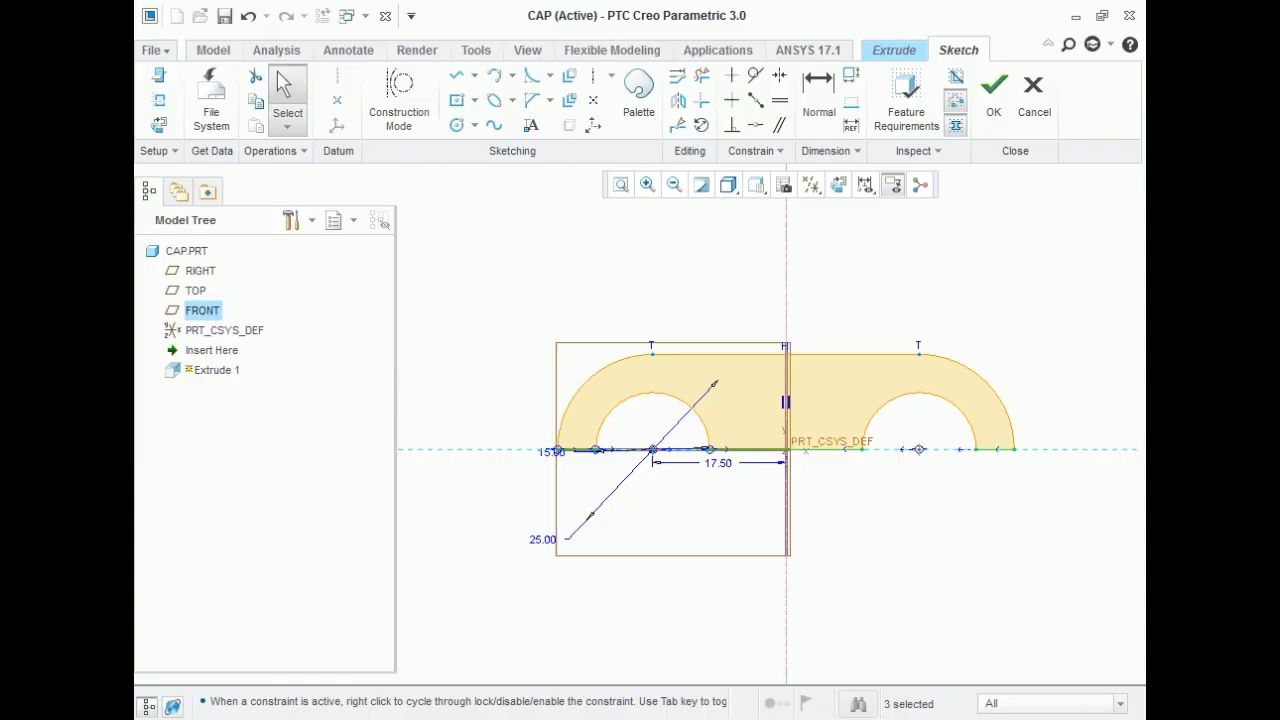 CAP (Active) - PTC Creo Parametric 3.0
File Model Analysis Annotate Render Tools View Flexible Modeling Applications ANSYS 17.1 Extrude Sketch
File System
Select
Construction Mode
Palette
Normal
REF
Feature Requirements
OK
Cancel
Setup Get Data Operations Datum Sketching Editing Constrain Dimension Inspect Close
Model Tree
CAP.PRT
RIGHT
TOP
FRONT
PRT_CSYS_DEF
Insert Here
Extrude 1
T
H
T
PRT_CSYS_DEF
15.00
17.50
25.00
When a constraint is active, right click to cycle through lock/disable/enable the constraint. Use Tab key to tog
3 selected
All